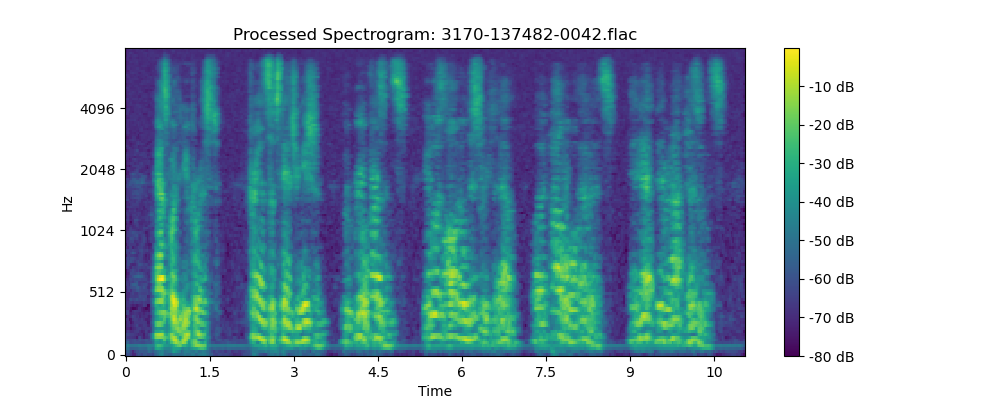 Processed Spectrogram: 3170-137482-0042.flac
Hz
4096
2048
1024
512
0
0 1.5 3 4.5 6 7.5 9 10
Time
-10 dB
-20 dB
-30 dB
-40 dB
-50 dB
-60 dB
-70 dB
-80 dB